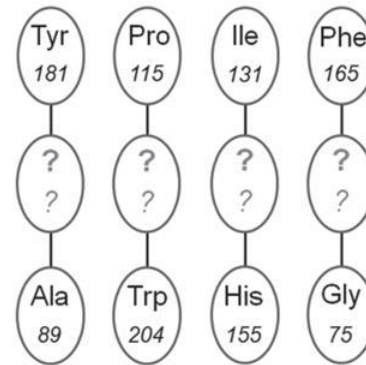 Tyr Pro Ile Phe
181 115 131 165
? ? ? ?
? ? ? ?
Ala Trp His Gly
89 204 155 75